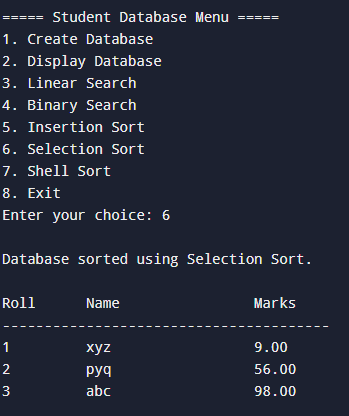 ===== Student Database Menu =====
1. Create Database
2. Display Database
3. Linear Search
4. Binary Search
5. Insertion Sort
6. Selection Sort
7. Shell Sort
8. Exit
Enter your choice: 6
Database sorted using Selection Sort.
Roll      Name                Marks
---------------------------------------
1         xyz                 9.00
2         pyq                 56.00
3         abc                 98.00